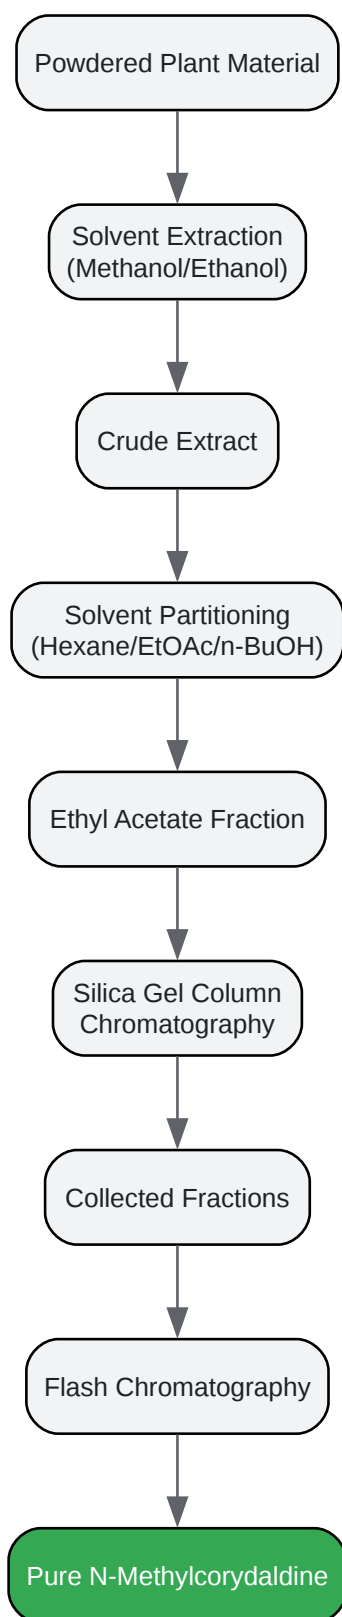 Powdered Plant Material
Solvent Extraction
(Methanol/Ethanol)
Crude Extract
Solvent Partitioning
(Hexane/EtOAc/n-BuOH)
Ethyl Acetate Fraction
Silica Gel Column
Chromatography
Collected Fractions
Flash Chromatography
Pure N-Methylcorydaldine